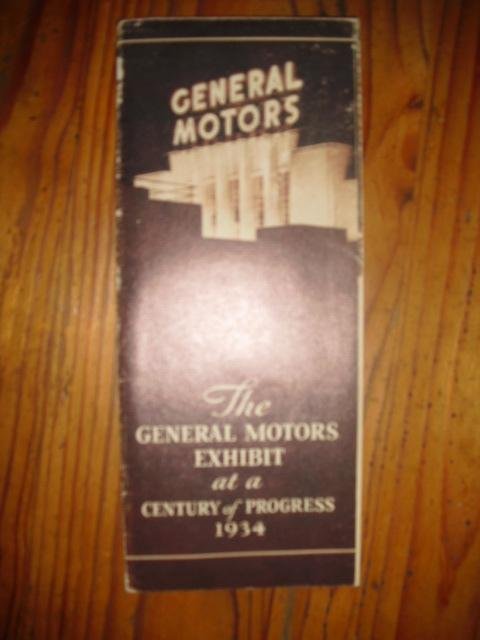 GENERAL
MOTORS
The
GENERAL MOTORS
EXHIBIT
at a
CENTURY of PROGRESS
1934